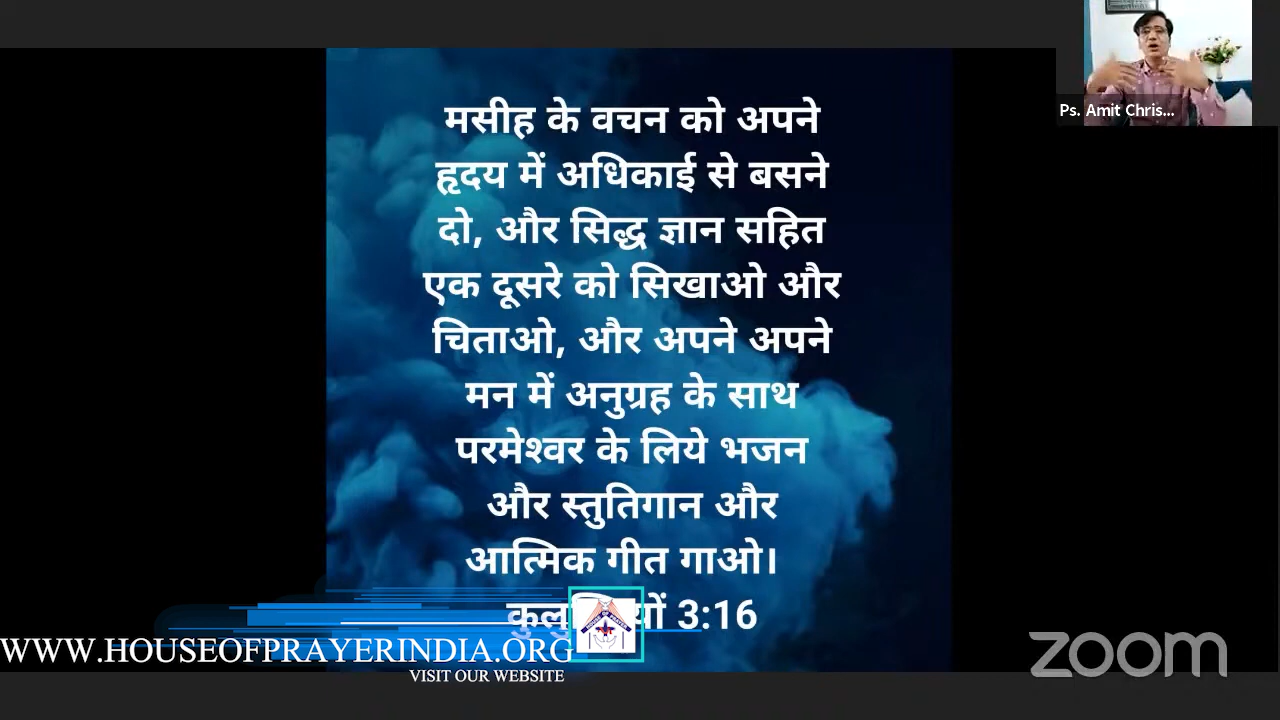 Ps. Amit Chris...
मसीह के वचन को अपने
हृदय में अधिकाई से बसने
दो, और सिद्ध ज्ञान सहित
एक दूसरे को सिखाओ और
चिताओ, और अपने अपने
मन में अनुग्रह के साथ
परमेश्वर के लिये भजन
और स्तुतिगान और
आत्मिक गीत गाओ।
3:16
WWW.HOUSEOFPRAYERINDIA.ORG
VISIT OUR WEBSITE
zoom